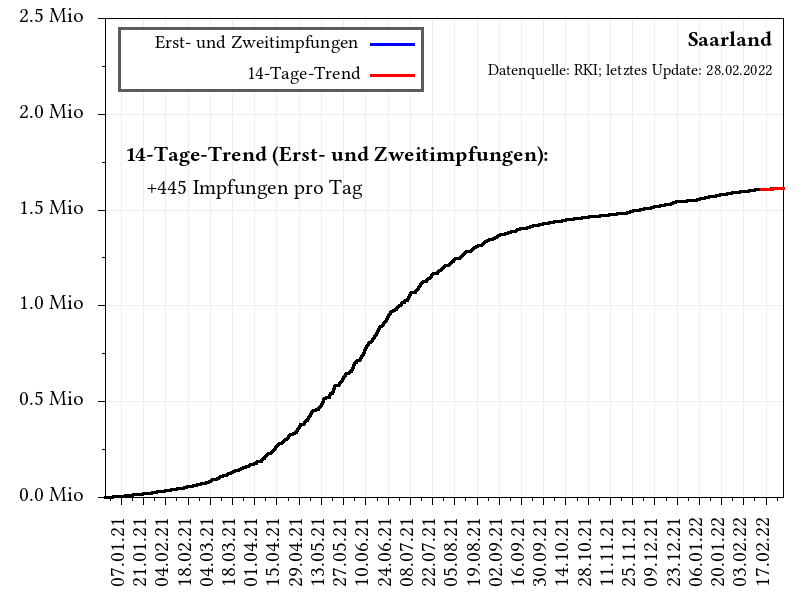 2.5 Mio
2.0 Mio
1.5 Mio
1.0 Mio
0.5 Mio
0.0 Mio
Erst- und Zweitimpfungen
14-Tage-Trend
Saarland
Datenquelle: RKI; letztes Update: 28.02.2022
14-Tage-Trend (Erst- und Zweitimpfungen):
+445 Impfungen pro Tag
07.01.21
21.01.21
04.02.21
18.02.21
04.03.21
18.03.21
01.04.21
15.04.21
29.04.21
13.05.21
27.05.21
10.06.21
24.06.21
08.07.21
22.07.21
05.08.21
19.08.21
02.09.21
16.09.21
30.09.21
14.10.21
28.10.21
11.11.21
25.11.21
09.12.21
23.12.21
06.01.22
20.01.22
03.02.22
17.02.22